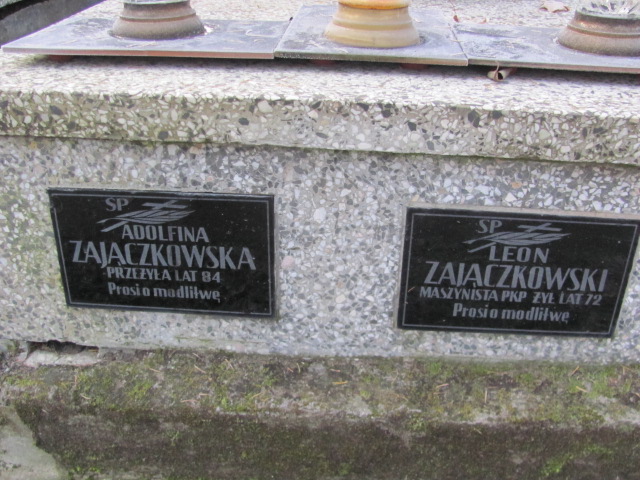 SP
ADOLFINA
ZAJĄCZKOWSKA
PRZEŻYŁA LAT 84
Prosi o modlitwę
SP
LEON
ZAJĄCZKOWSKI
MASZYNISTA PKP ŻYŁ LAT 72
Prosi o modlitwę